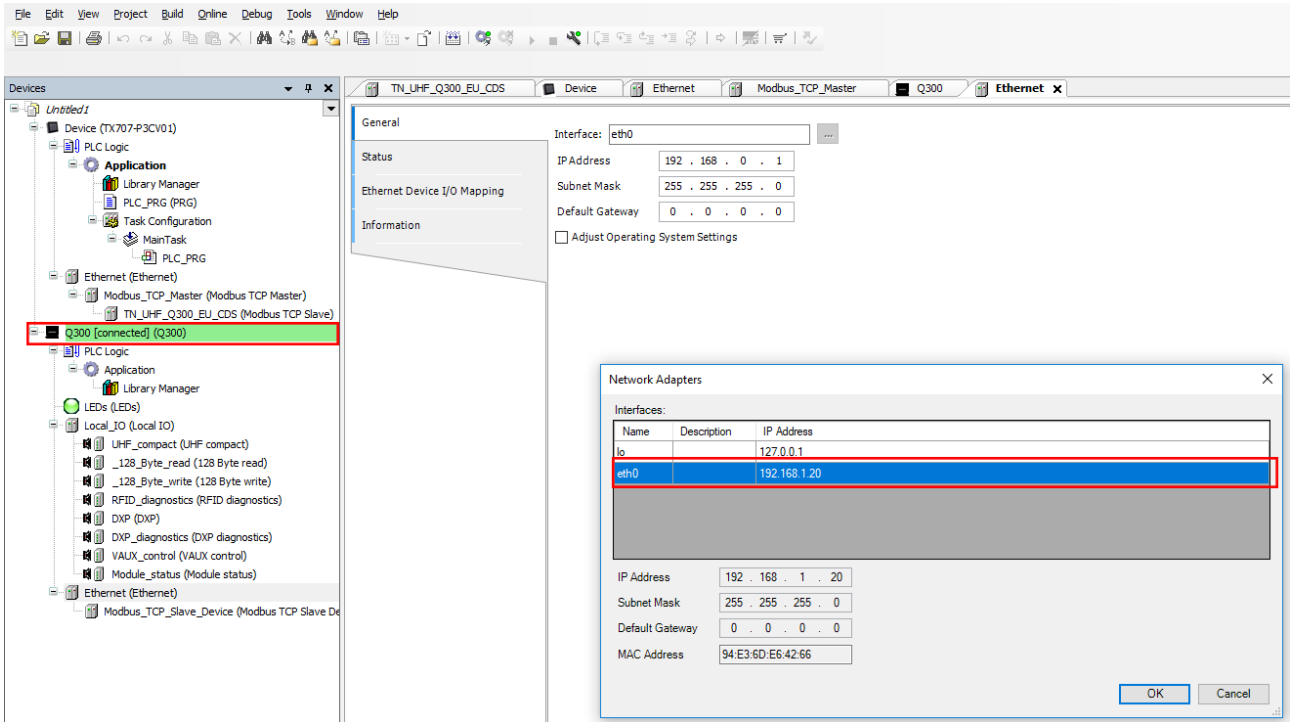 File Edit View Project Build Online Debug Tools Window Help
Devices
Untitled1
Device (TX707-P3CV01)
PLC Logic
Application
Library Manager
PLC_PRG (PRG)
Task Configuration
MainTask
PLC_PRG
Ethernet (Ethernet)
Modbus_TCP_Master (Modbus TCP Master)
TN_UHF_Q300_EU_CDS (Modbus TCP Slave)
Q300 [connected] (Q300)
PLC Logic
Application
Library Manager
LEDs (LEDs)
Local_IO (Local IO)
UHF_compact (UHF compact)
_128_Byte_read (128 Byte read)
_128_Byte_write (128 Byte write)
RFID_diagnostics (RFID diagnostics)
DXP (DXP)
DXP_diagnostics (DXP diagnostics)
VAUX_control (VAUX control)
Module_status (Module status)
Ethernet (Ethernet)
Modbus_TCP_Slave_Device (Modbus TCP Slave De
TN_UHF_Q300_EU_CDS Device Ethernet Modbus_TCP_Master Q300 Ethernet
General
Status
Ethernet Device I/O Mapping
Information
Interface: eth0 ...
IPAddress 192 . 168 . 0 . 1
Subnet Mask 255 . 255 . 255 . 0
Default Gateway 0 . 0 . 0 . 0
Adjust Operating System Settings
Network Adapters
Interfaces:
Name Description IP Address
lo 127.0.0.1
eth0 192.168.1.20
IP Address 192 . 168 . 1 . 20
Subnet Mask 255 . 255 . 255 . 0
Default Gateway 0 . 0 . 0 . 0
MAC Address 94:E3:6D:E6:42:66
OK Cancel